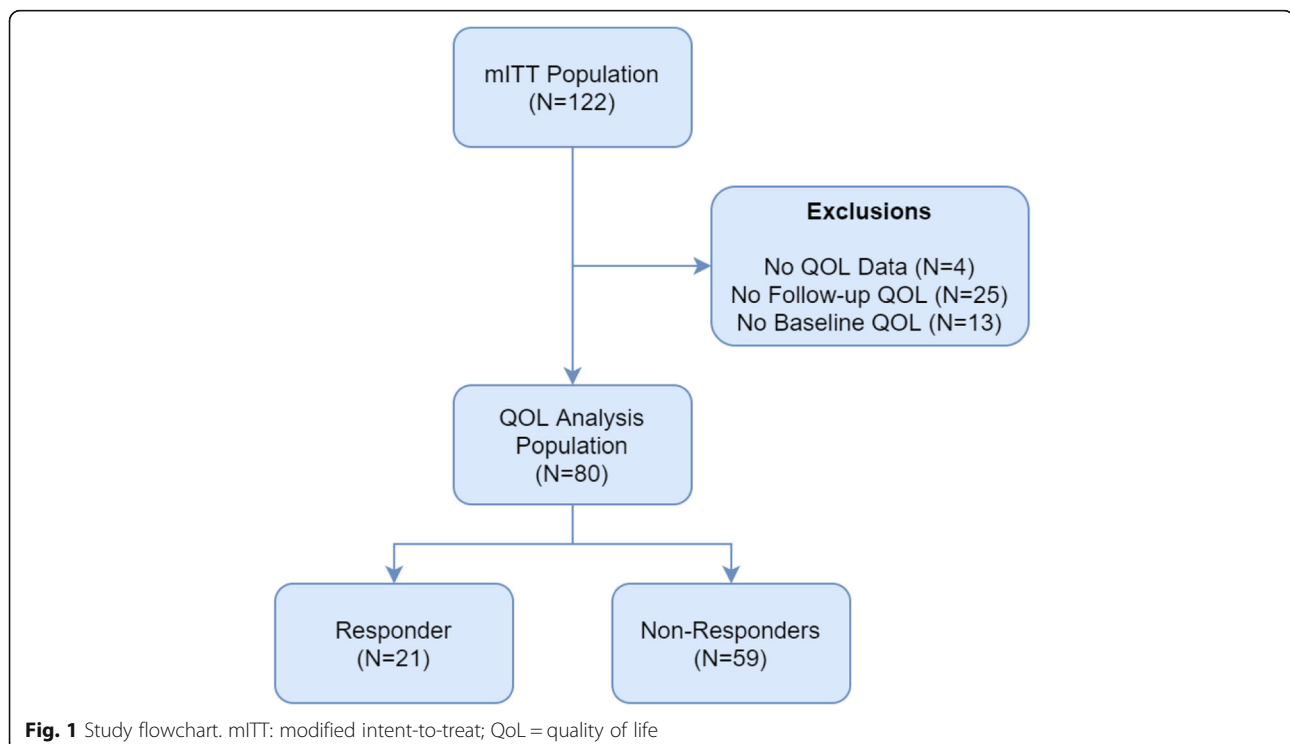 mITT Population
(N=122)
Exclusions
No QOL Data (N=4)
No Follow-up QOL (N=25)
No Baseline QOL (N=13)
QOL Analysis
Population
(N=80)
Responder
(N=21)
Non-Responders
(N=59)
Fig. 1 Study flowchart. mITT: modified intent-to-treat; QoL = quality of life